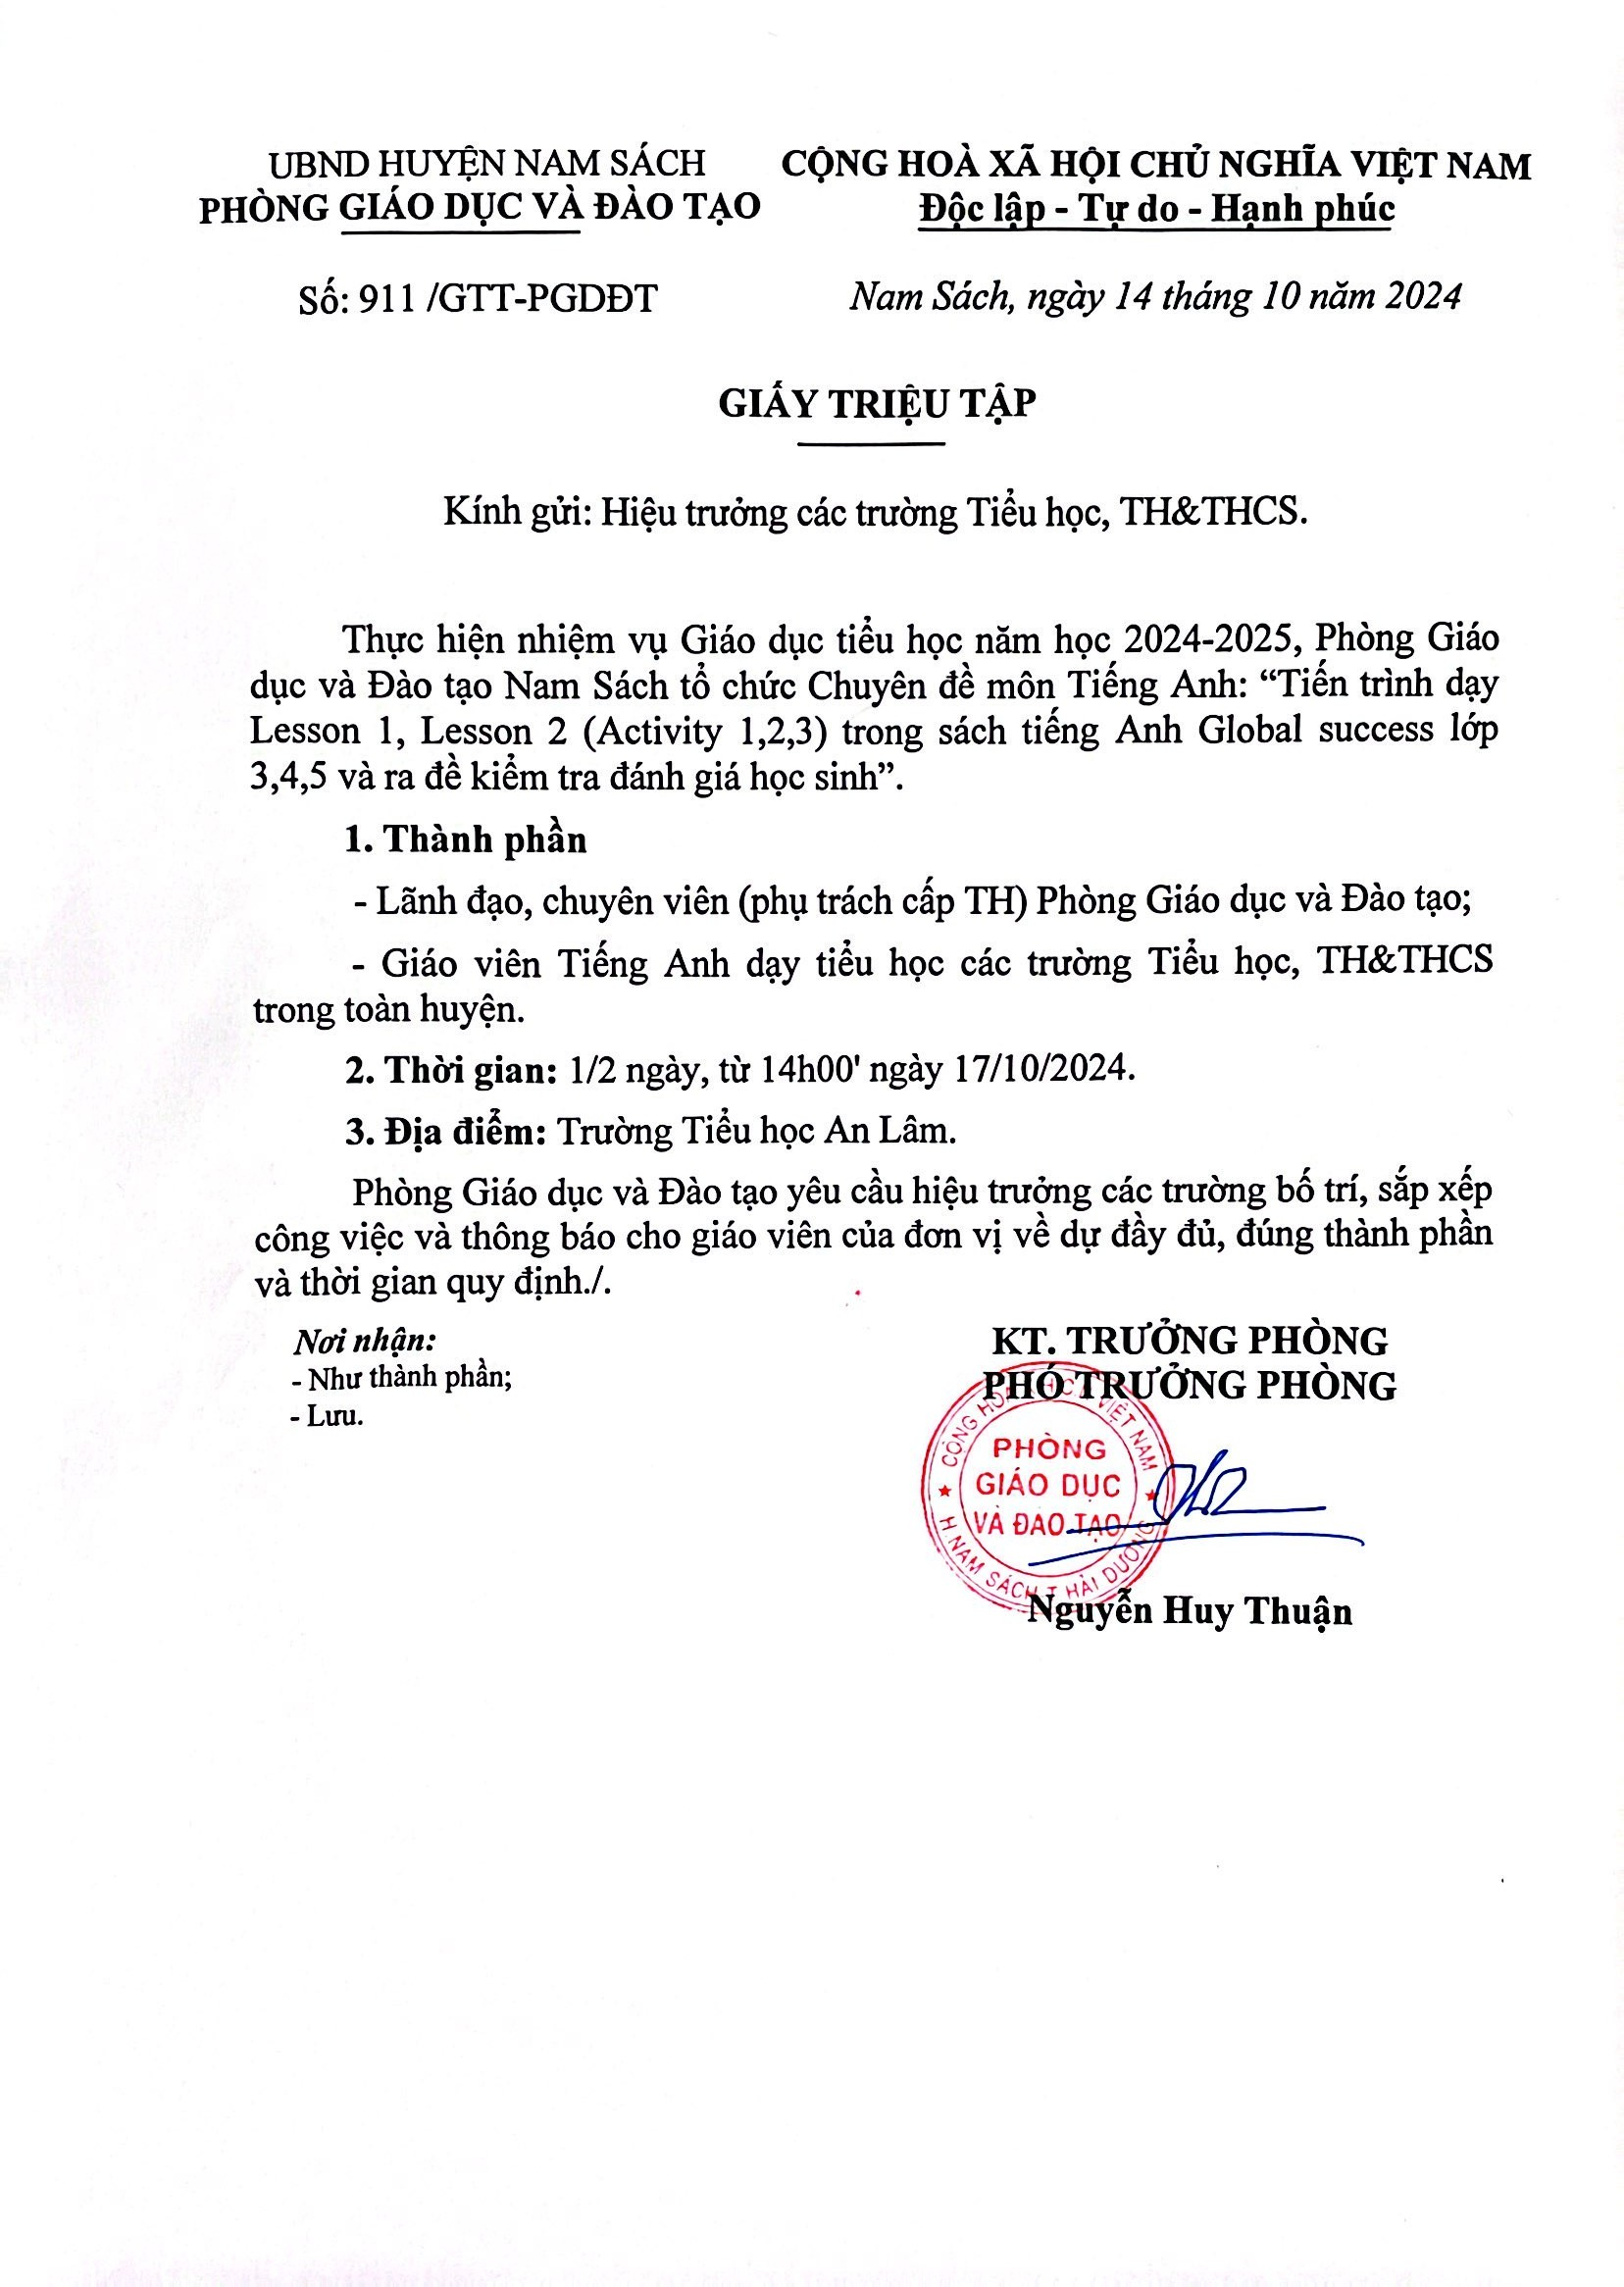 UBND HUYỆN NAM SÁCH
PHÒNG GIÁO DỤC VÀ ĐÀO TẠO
CỘNG HOÀ XÃ HỘI CHỦ NGHĨA VIỆT NAM
Độc lập - Tự do - Hạnh phúc
Số: 911 /GTT-PGDĐT
Nam Sách, ngày 14 tháng 10 năm 2024
GIẤY TRIỆU TẬP
Kính gửi: Hiệu trưởng các trường Tiểu học, TH&THCS.
Thực hiện nhiệm vụ Giáo dục tiểu học năm học 2024-2025, Phòng Giáo
dục và Đào tạo Nam Sách tổ chức Chuyên đề môn Tiếng Anh: “Tiến trình dạy
Lesson 1, Lesson 2 (Activity 1,2,3) trong sách tiếng Anh Global success lớp
3,4,5 và ra đề kiểm tra đánh giá học sinh”.
1. Thành phần
- Lãnh đạo, chuyên viên (phụ trách cấp TH) Phòng Giáo dục và Đào tạo;
- Giáo viên Tiếng Anh dạy tiểu học các trường Tiểu học, TH&THCS
trong toàn huyện.
2. Thời gian: 1/2 ngày, từ 14h00' ngày 17/10/2024.
3. Địa điểm: Trường Tiểu học An Lâm.
Phòng Giáo dục và Đào tạo yêu cầu hiệu trưởng các trường bố trí, sắp xếp
công việc và thông báo cho giáo viên của đơn vị về dự đầy đủ, đúng thành phần
và thời gian quy định./.
Nơi nhận:
- Như thành phần;
- Lưu.
KT. TRƯỞNG PHÒNG
PHÓ TRƯỞNG PHÒNG
CỘNG HOÀ VIỆT NAM
PHÒNG
GIÁO DỤC
VÀ ĐÀO TẠO
H.NAM SÁCH T.HẢI DƯƠNG
Nguyễn Huy Thuận